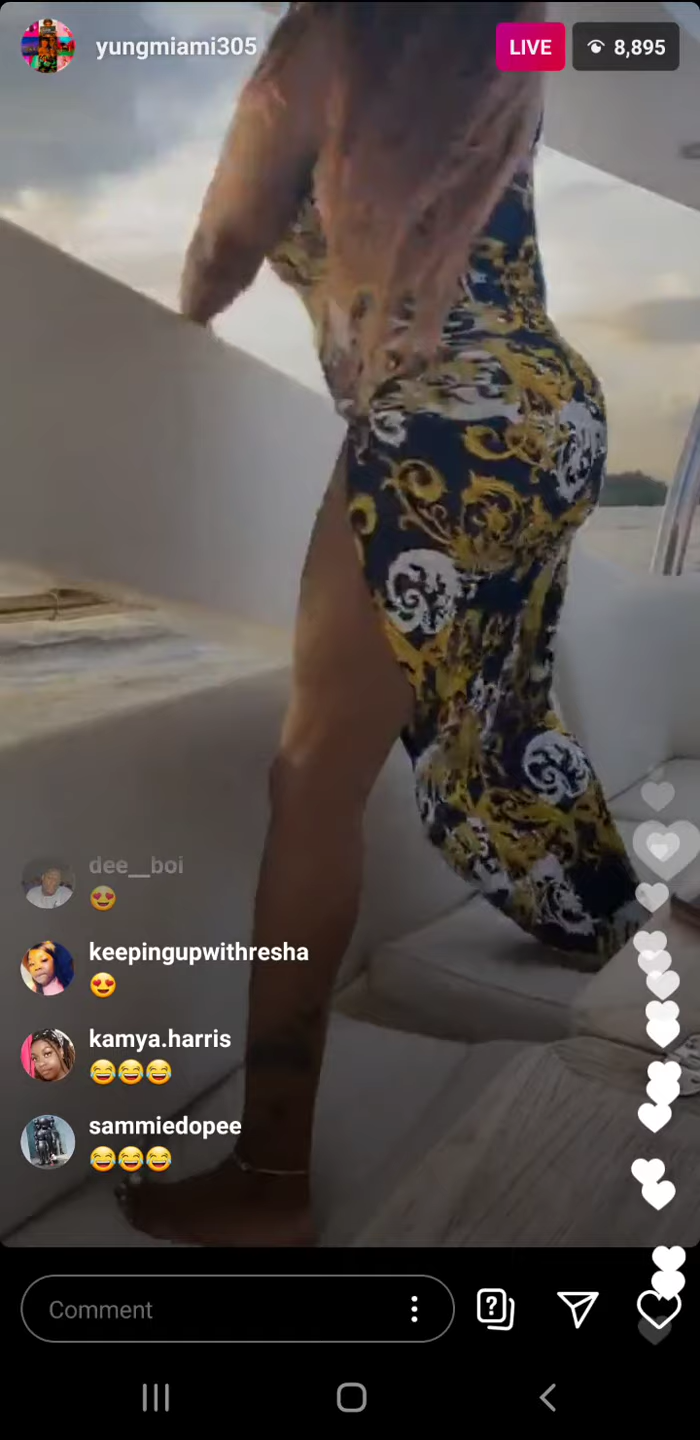 yungmiami305
LIVE
8,895
dee__boi
😍
keepingupwithresha
😍
kamya.harris
😂😂😂
sammiedopee
😂😂😂
Comment